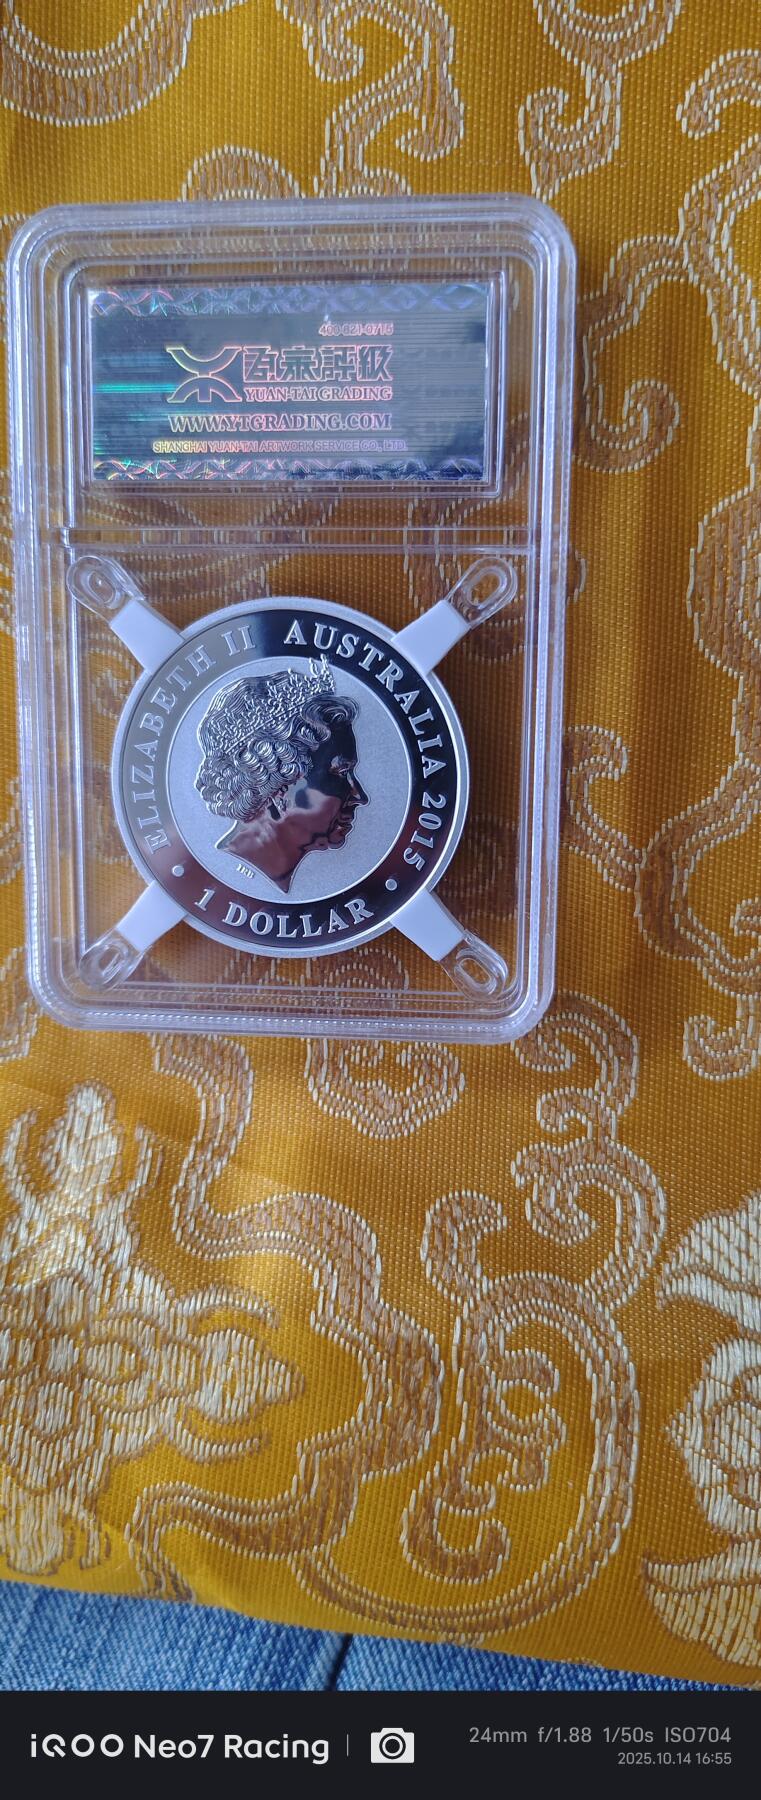 400-821-0715
源泰評級
YUAN-TAI GRADING
WWW.YTGRADING.COM
SHANGHAI YUAN-TAI ARTWORK SERVICE CO., LTD.
ELIZABETH II AUSTRALIA 2015
IRB
• 1 DOLLAR •
iQOO Neo7 Racing
24mm f/1.88 1/50s ISO704
2025.10.14 16:55